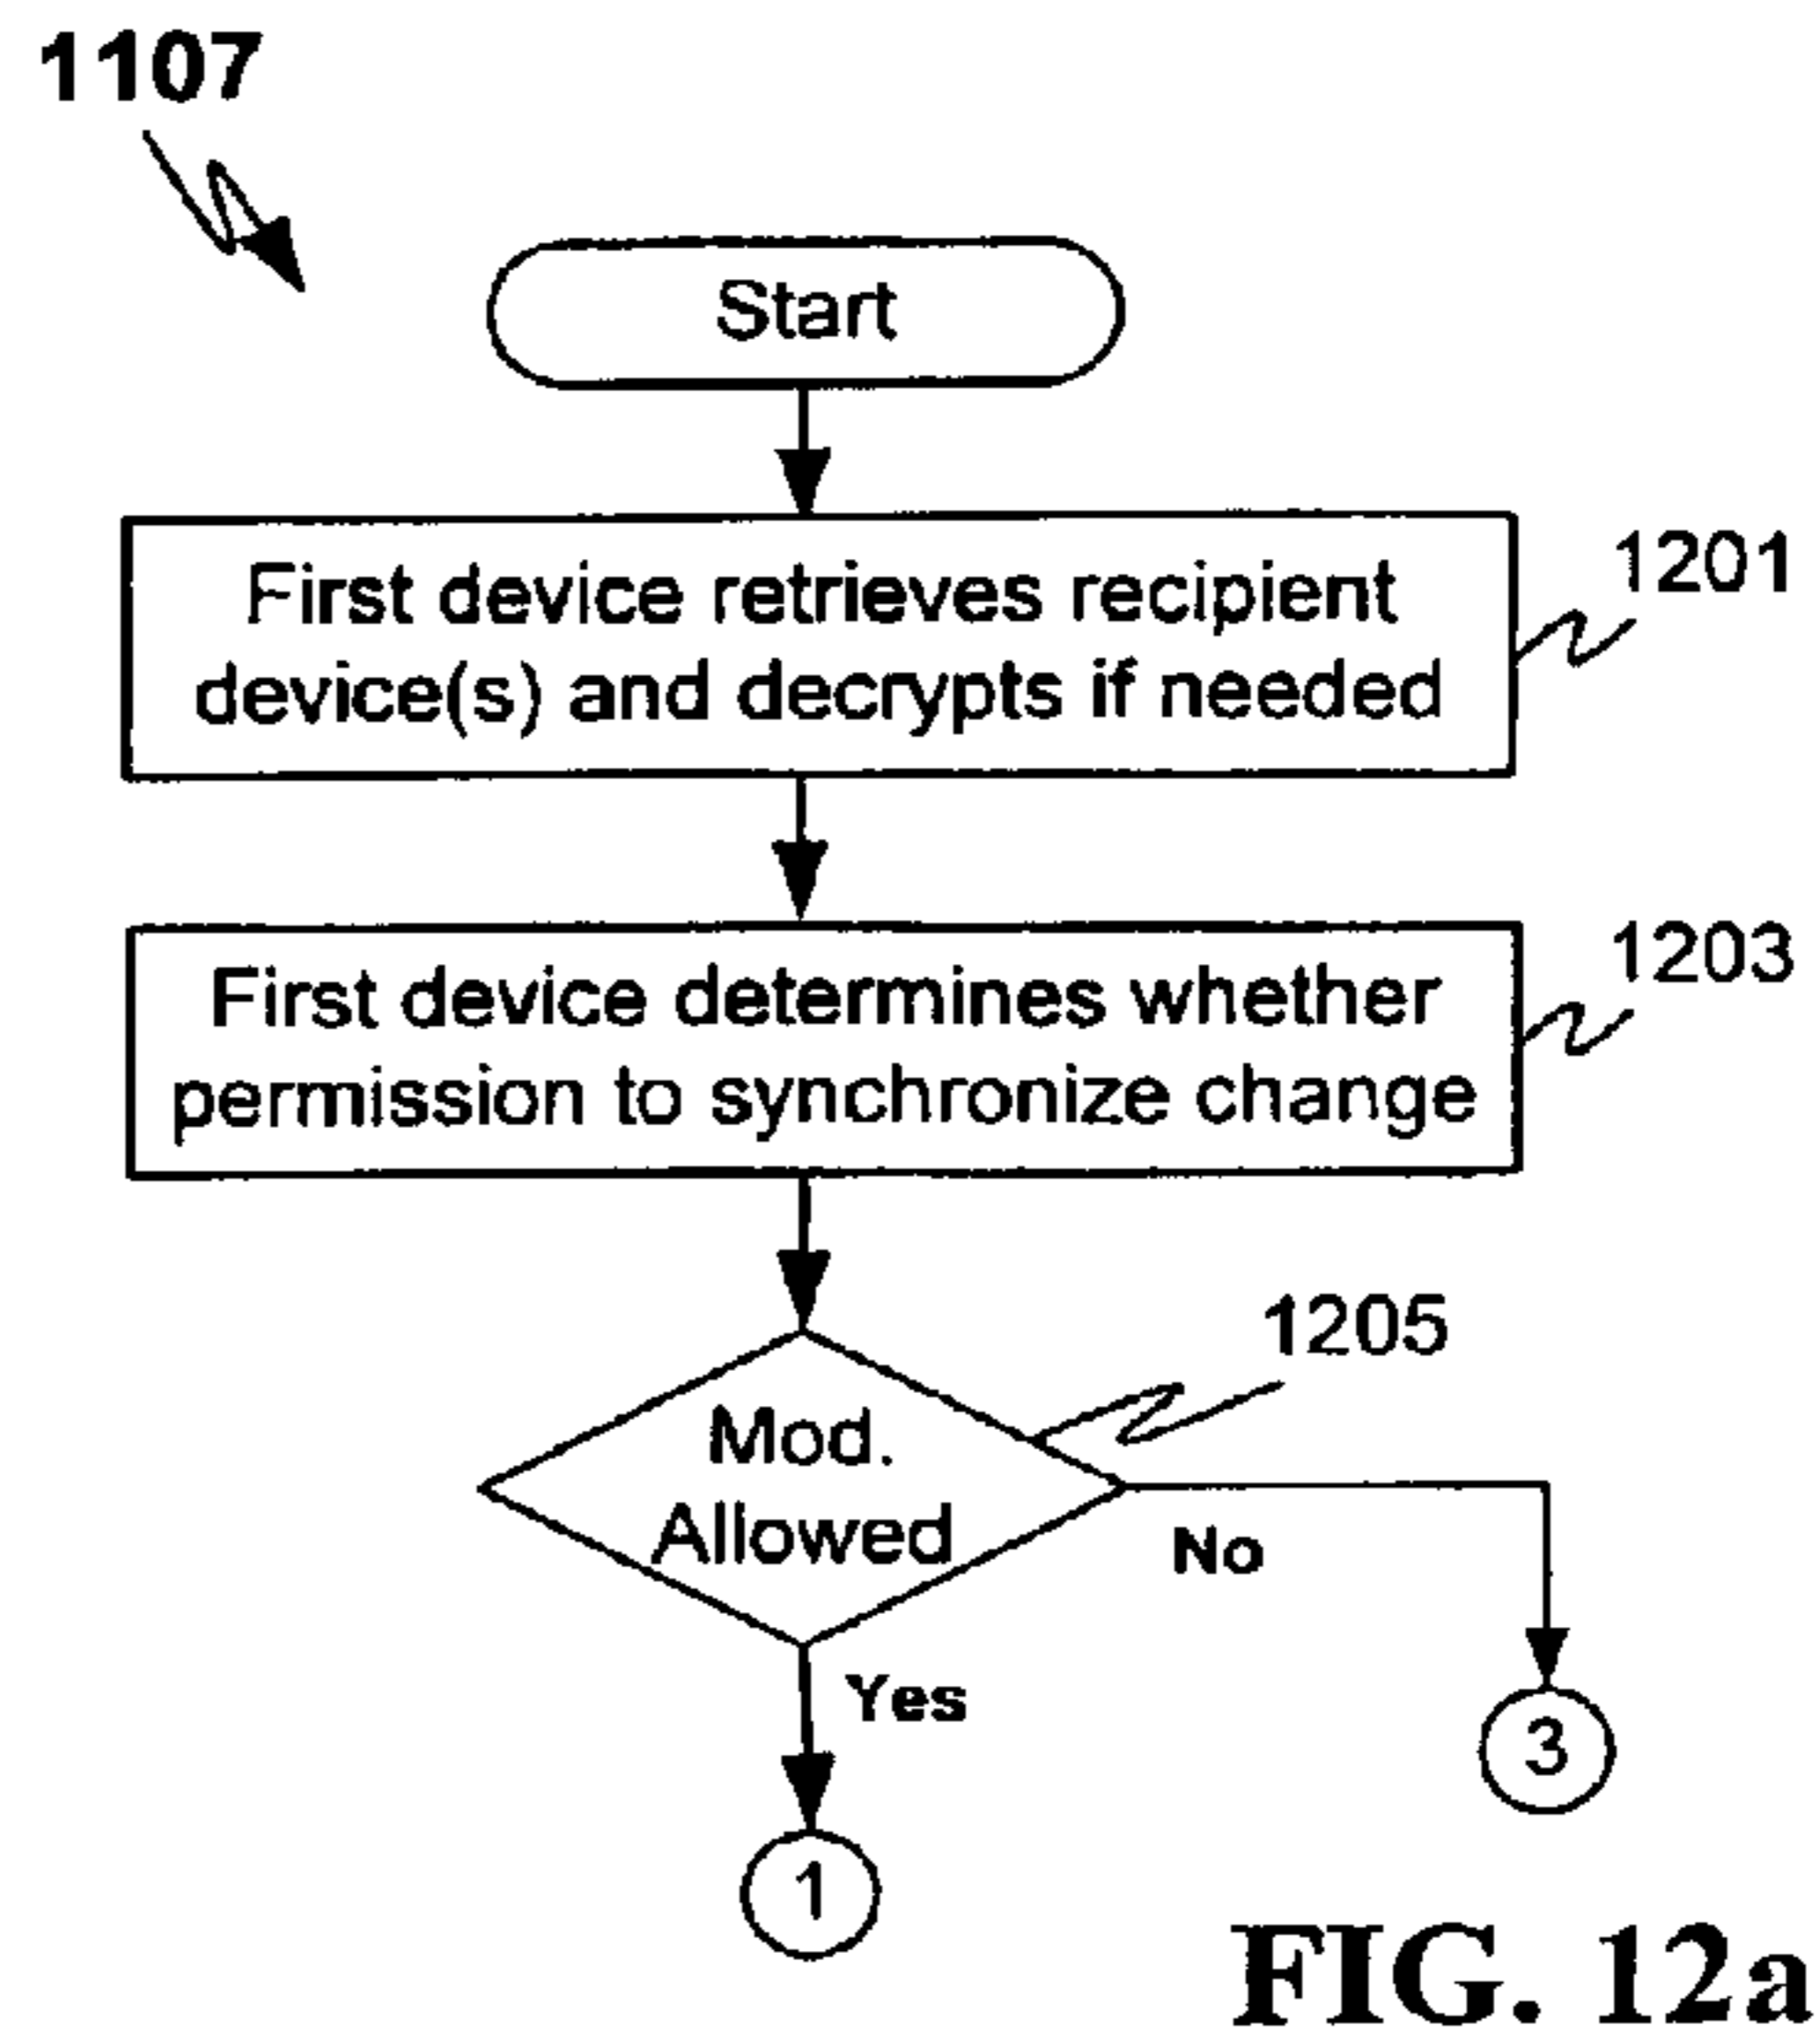 1107
Start
First device retrieves recipient
device(s) and decrypts if needed
1201
First device determines whether
permission to synchronize change
1203
1205
Mod.
Allowed
No
Yes
3
1
FIG. 12a